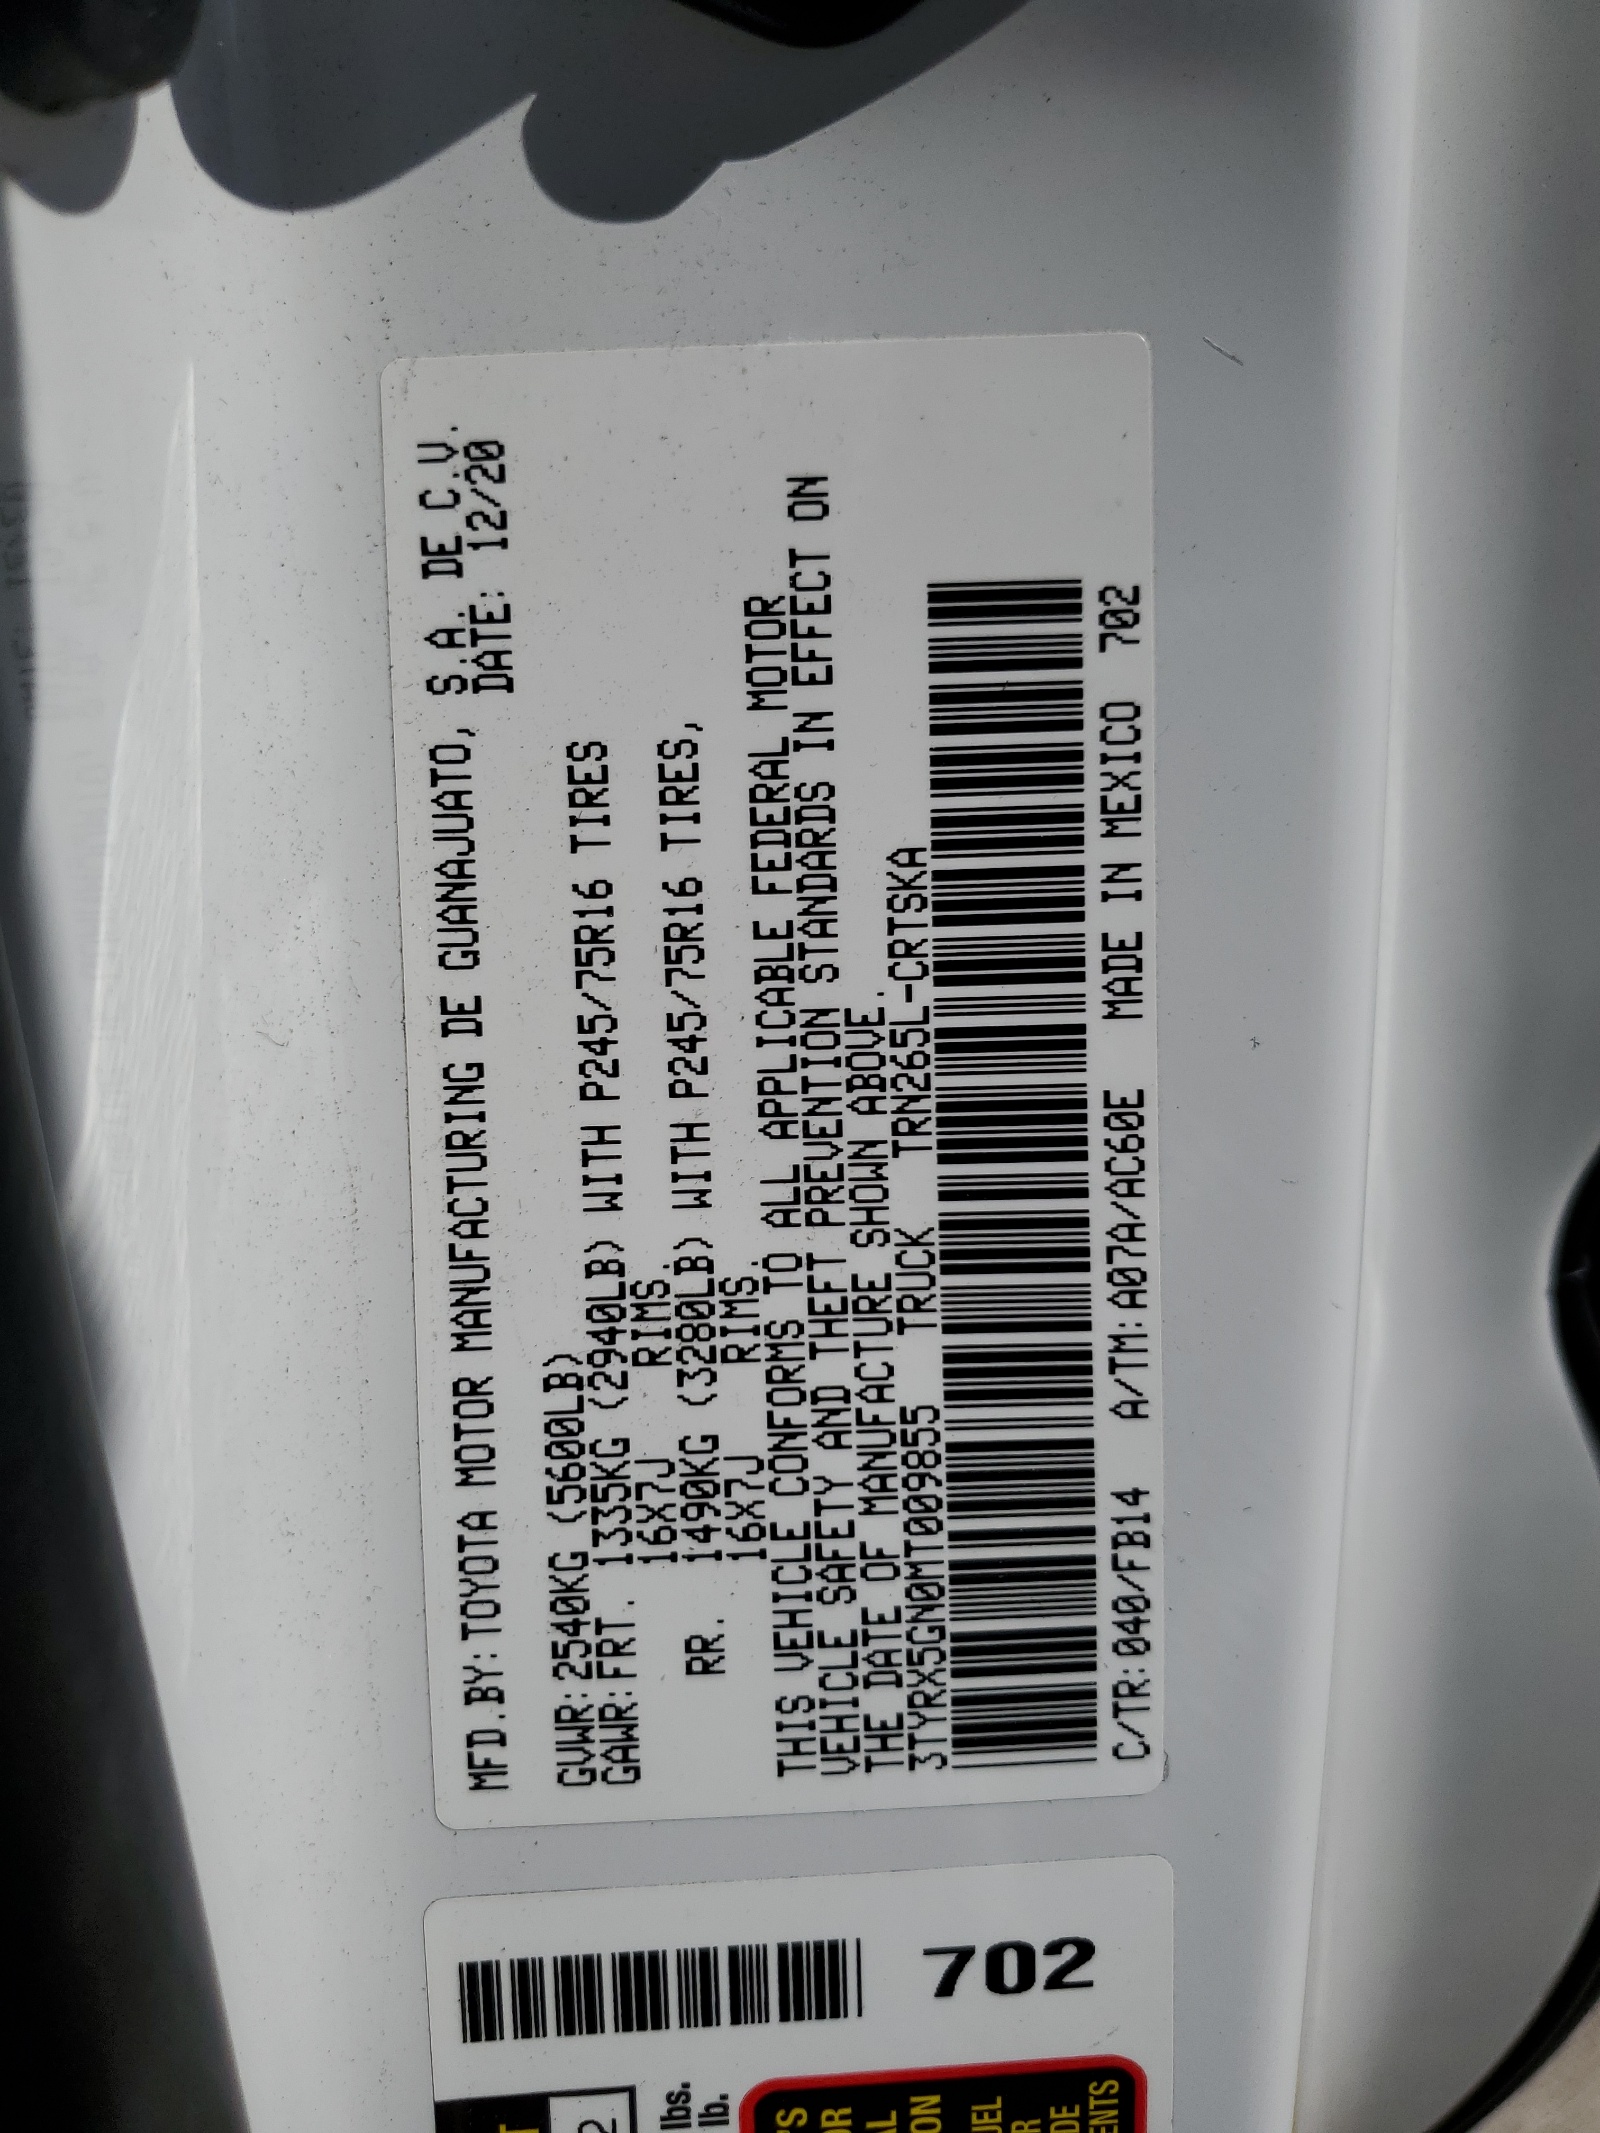 MFD.BY:TOYOTA MOTOR MANUFACTURING DE GUANAJUATO, S.A. DE C.V.
DATE: 12/20
GVWR:2540KG (5600LB)
GAWR:FRT. 1335KG (2940LB) WITH P245/75R16 TIRES
16X7J RIMS.
RR. 1490KG (3280LB) WITH P245/75R16 TIRES,
16X7J RIMS.
THIS VEHICLE CONFORMS TO ALL APPLICABLE FEDERAL MOTOR
VEHICLE SAFETY AND THEFT PREVENTION STANDARDS IN EFFECT ON
THE DATE OF MANUFACTURE SHOWN ABOVE.
3TYRX5GN0MT009855 TRUCK TRN265L-CRTSKA
C/TR:040/FB14 A/TM:A07A/AC60E MADE IN MEXICO 702
702
lbs.
lb.